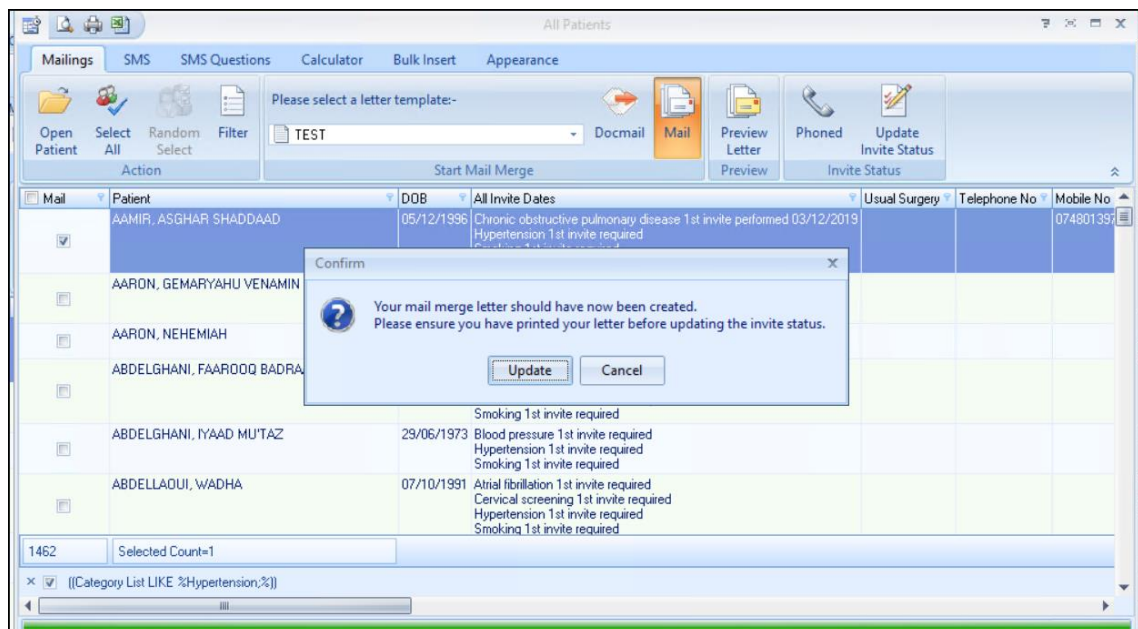 All Patients
Mailings SMS SMS Questions Calculator Bulk Insert Appearance
Please select a letter template:-
TEST
Open Patient
Select All
Random Select
Filter
Docmail
Mail
Preview Letter
Phoned
Update Invite Status
Action
Start Mail Merge
Preview
Invite Status
Mail Patient DOB All Invite Dates Usual Surgery Telephone No Mobile No
AAMIR, ASGHAR SHADDAAD 05/12/1996 Chronic obstructive pulmonary disease 1st invite performed 03/12/2019 074801397
Hypertension 1st invite required
Confirm
Your mail merge letter should have now been created.
Please ensure you have printed your letter before updating the invite status.
Update Cancel
AARON, GEMARYAHU VENAMIN
AARON, NEHEMIAH
ABDELGHANI, FAAROOQ BADRA
Smoking 1st invite required
ABDELGHANI, IYAAD MU'TAZ 29/06/1973 Blood pressure 1st invite required
Hypertension 1st invite required
Smoking 1st invite required
ABDELLAOUI, WADHA 07/10/1991 Atrial fibrillation 1st invite required
Cervical screening 1st invite required
Hypertension 1st invite required
Smoking 1st invite required
1462 Selected Count=1
((Category List LIKE %Hypertension;%))